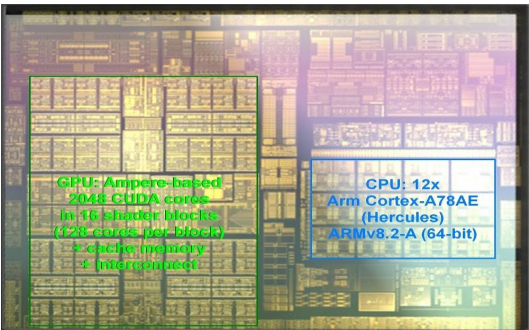 GPU: Ampere-based
2048 CUDA cores
in 16 shader blocks
(128 cores per block)
+ cache memory
+ interconnect
CPU: 12x
Arm Cortex-A78AE
(Hercules)
ARMv8.2-A (64-bit)